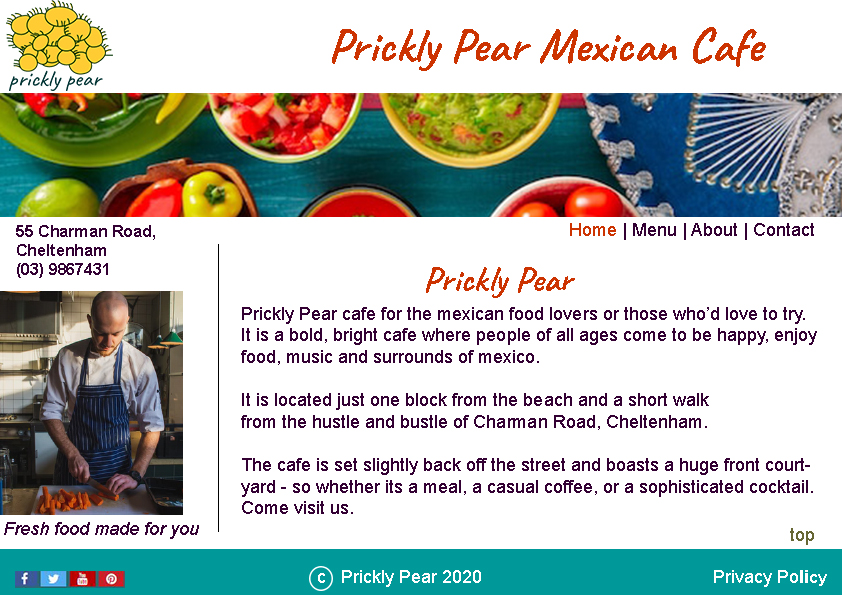 prickly pear
Prickly Pear Mexican Cafe
55 Charman Road,
Cheltenham
(03) 9867431
Home | Menu | About | Contact
Prickly Pear
Prickly Pear cafe for the mexican food lovers or those who’d love to try.
It is a bold, bright cafe where people of all ages come to be happy, enjoy
food, music and surrounds of mexico.
It is located just one block from the beach and a short walk
from the hustle and bustle of Charman Road, Cheltenham.
The cafe is set slightly back off the street and boasts a huge front court-
yard - so whether its a meal, a casual coffee, or a sophisticated cocktail.
Come visit us.
Fresh food made for you
top
© Prickly Pear 2020
Privacy Policy